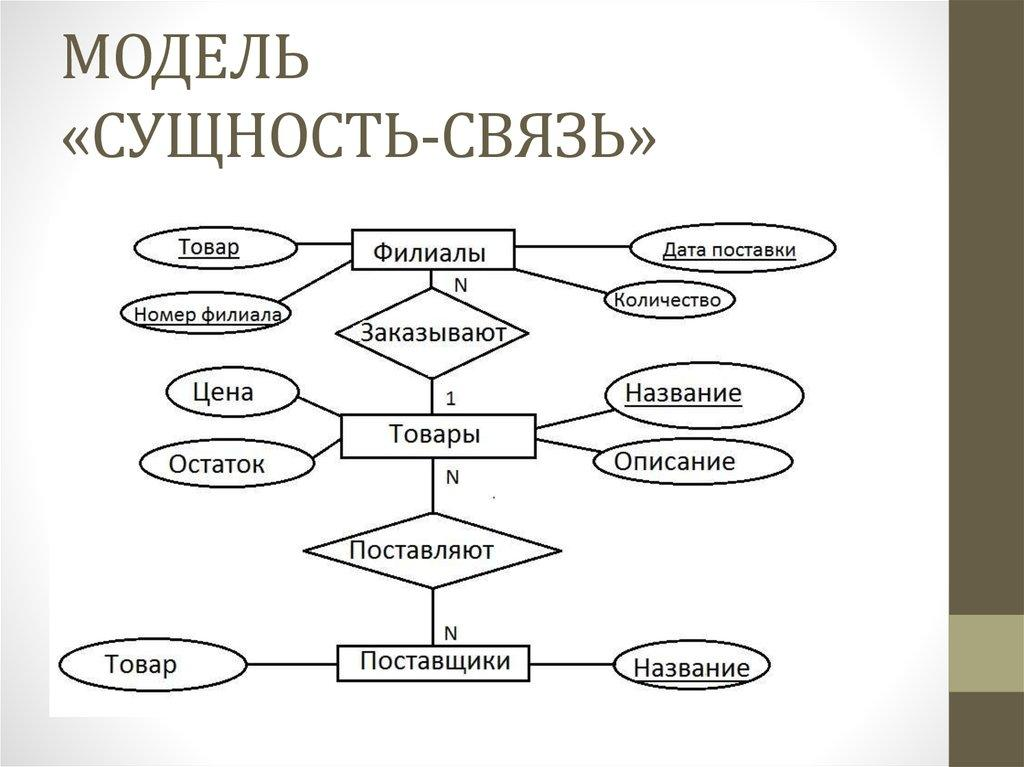 МОДЕЛЬ
«СУЩНОСТЬ-СВЯЗЬ»
Товар
Филиалы
Дата поставки
N
Номер филиала
Количество
Заказывают
Цена
1
Название
Товары
Остаток
Описание
N
Поставляют
N
Товар
Поставщики
Название